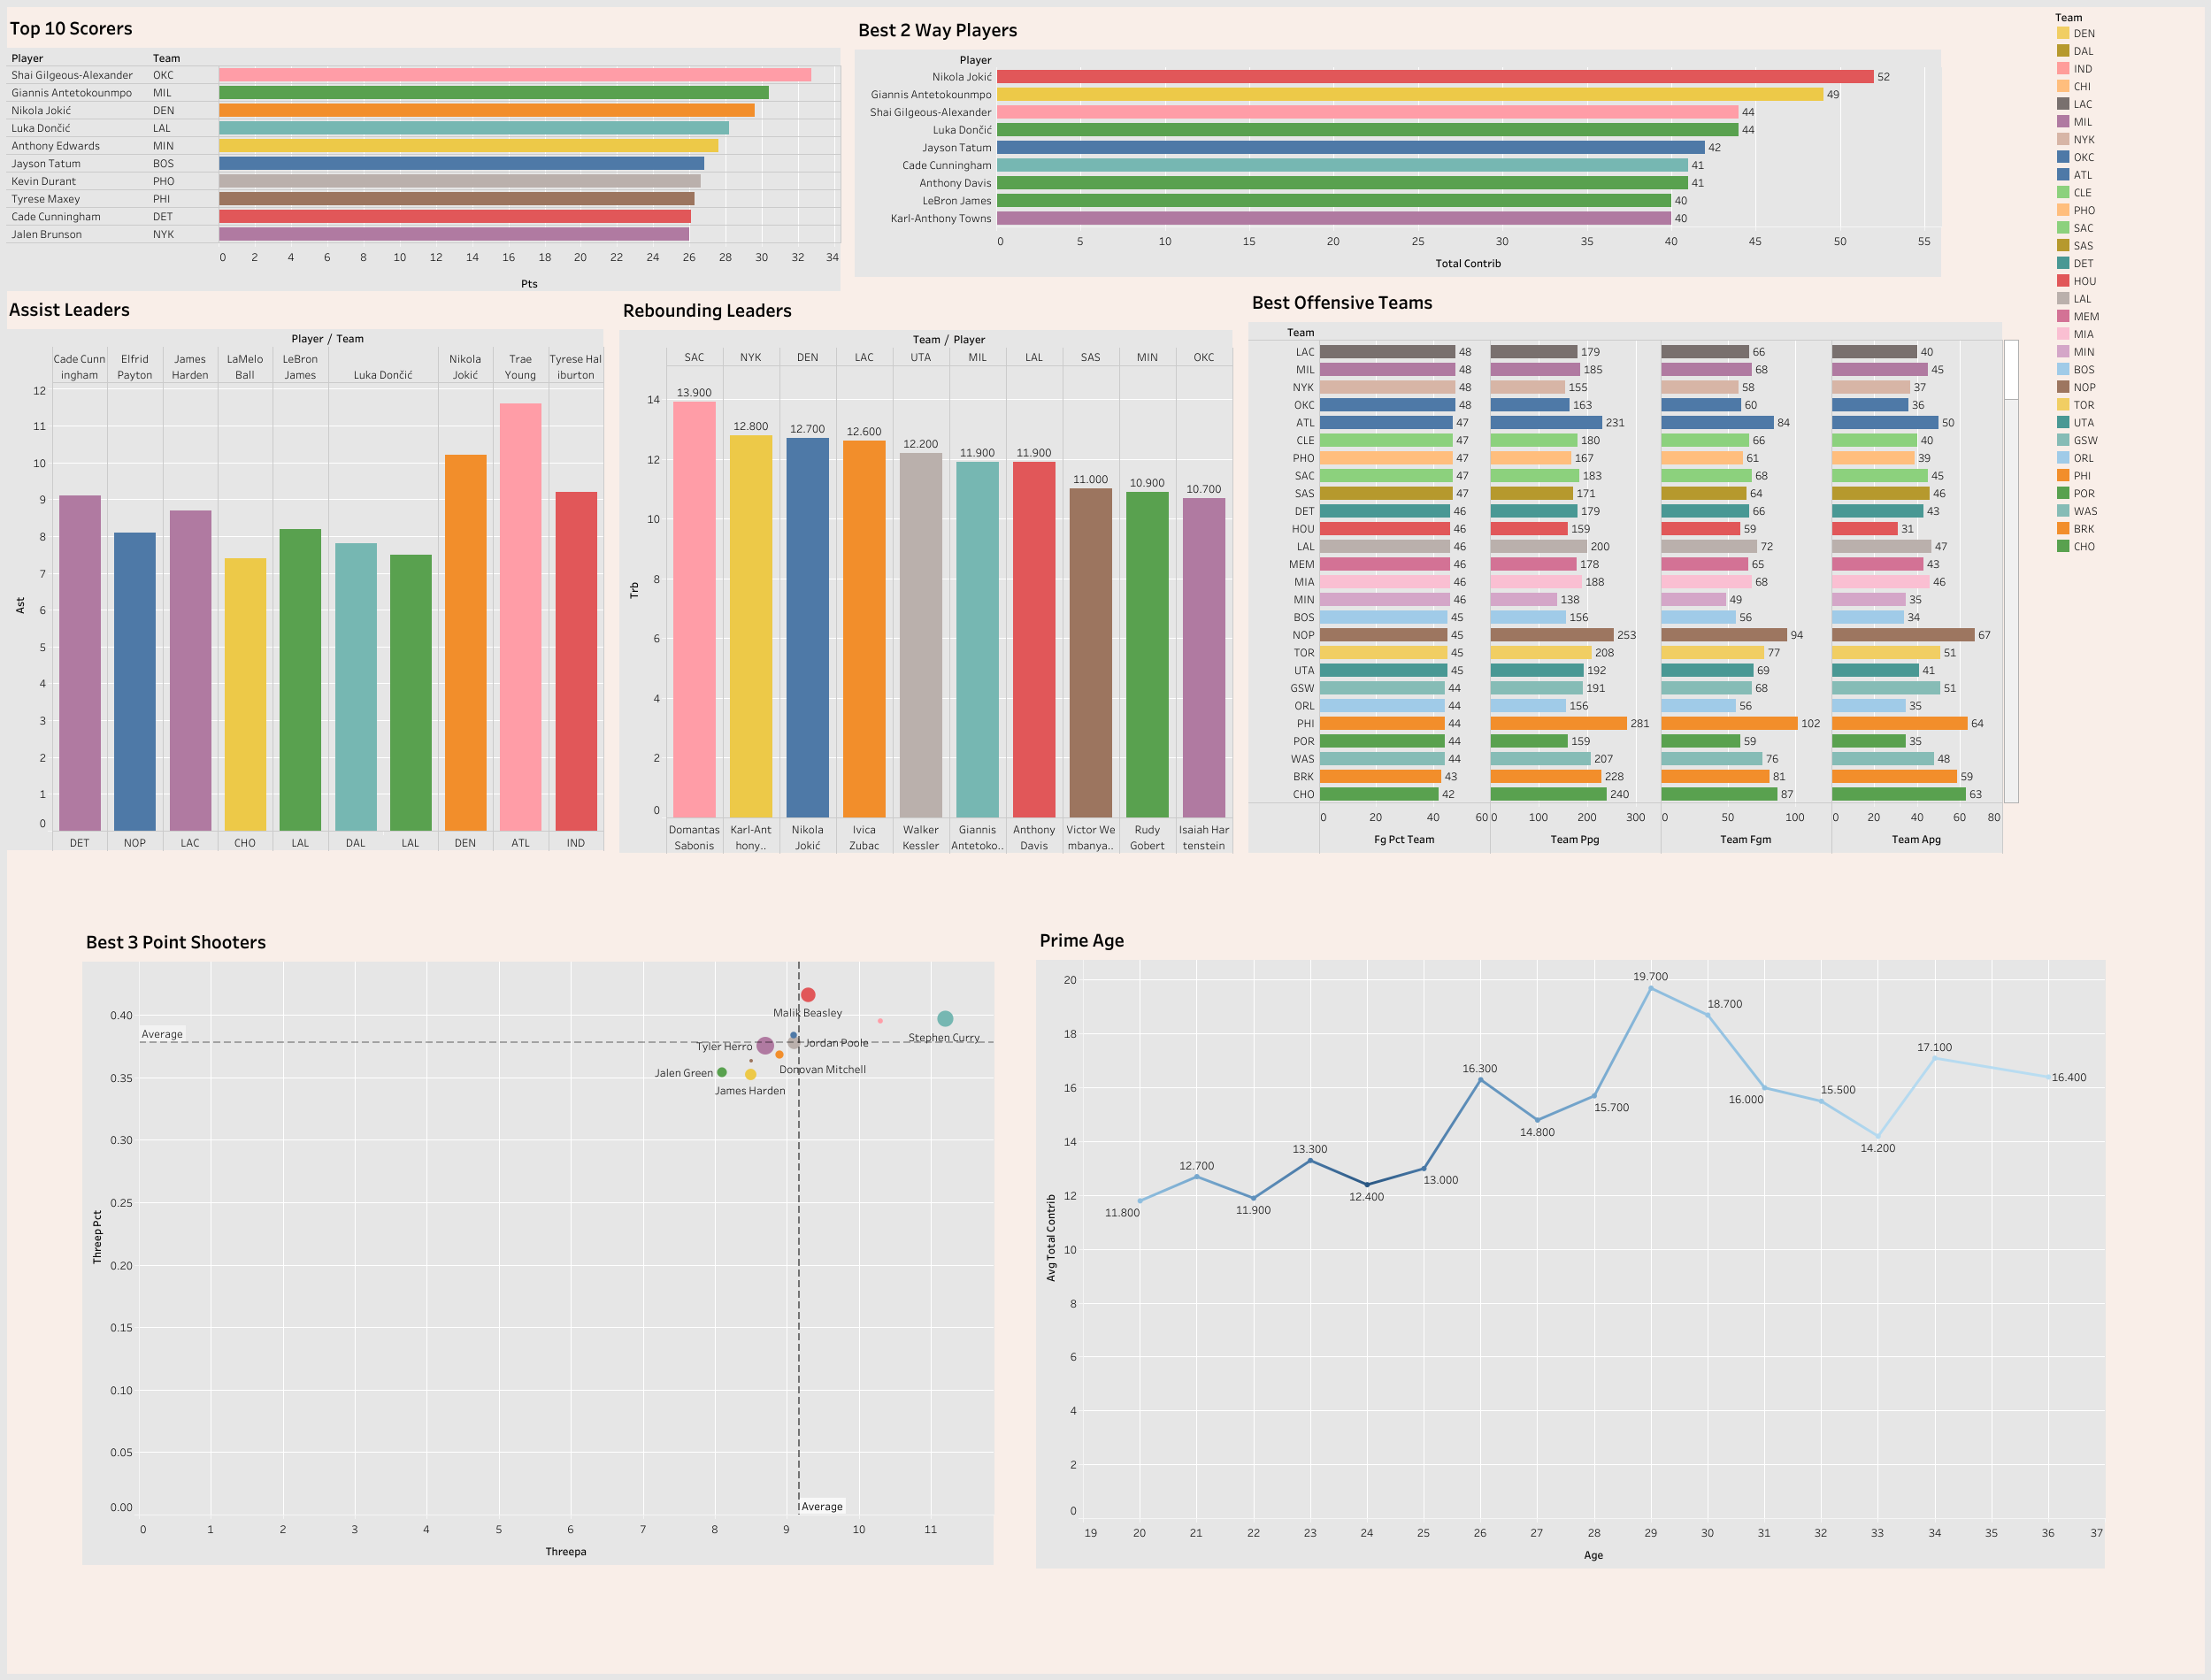 Top 10 Scorers
Player Team
Shai Gilgeous-Alexander OKC
Giannis Antetokounmpo MIL
Nikola Jokić DEN
Luka Dončić LAL
Anthony Edwards MIN
Jayson Tatum BOS
Kevin Durant PHO
Tyrese Maxey PHI
Cade Cunningham DET
Jalen Brunson NYK
0 2 4 6 8 10 12 14 16 18 20 22 24 26 28 30 32 34
Pts
Best 2 Way Players
Player
Nikola Jokić 52
Giannis Antetokounmpo 49
Shai Gilgeous-Alexander 44
Luka Dončić 44
Jayson Tatum 42
Cade Cunningham 41
Anthony Davis 41
LeBron James 40
Karl-Anthony Towns 40
0 5 10 15 20 25 30 35 40 45 50 55
Total Contrib
Team
DEN
DAL
IND
CHI
LAC
MIL
NYK
OKC
ATL
CLE
PHO
SAC
SAS
DET
HOU
LAL
MEM
MIA
MIN
BOS
NOP
TOR
UTA
GSW
ORL
PHI
POR
WAS
BRK
CHO
Assist Leaders
Player / Team
Cade Cunn Elfrid James LaMelo LeBron Luka Dončić Nikola Trae Tyrese Hal
ingham Payton Harden Ball James Jokić Young iburton
12
11
10
9
8
7
6
5
4
3
2
1
0
Ast
DET NOP LAC CHO LAL DAL LAL DEN ATL IND
Rebounding Leaders
Team / Player
SAC NYK DEN LAC UTA MIL LAL SAS MIN OKC
13.900 12.800 12.700 12.600 12.200 11.900 11.900 11.000 10.900 10.700
14
12
10
8
6
4
2
0
Trb
Domantas Karl-Ant Nikola Ivica Walker Giannis Anthony Victor We Rudy Isaiah Har
Sabonis hony.. Jokić Zubac Kessler Antetoko.. Davis mbanya.. Gobert tenstein
Best Offensive Teams
Team
LAC 48 179 66 40
MIL 48 185 68 45
NYK 48 155 58 37
OKC 48 163 60 36
ATL 47 231 84 50
CLE 47 180 66 40
PHO 47 167 61 39
SAC 47 183 68 45
SAS 47 171 64 46
DET 46 179 66 43
HOU 46 159 59 31
LAL 46 200 72 47
MEM 46 178 65 43
MIA 46 188 68 46
MIN 46 138 49 35
BOS 45 156 56 34
NOP 45 253 94 67
TOR 45 208 77 51
UTA 45 192 69 41
GSW 44 191 68 51
ORL 44 156 56 35
PHI 44 281 102 64
POR 44 159 59 35
WAS 44 207 76 48
BRK 43 228 81 59
CHO 42 240 87 63
0 20 40 60 0 100 200 300 0 50 100 0 20 40 60 80
Fg Pct Team Team Ppg Team Fgm Team Apg
Best 3 Point Shooters
0.40
0.35
0.30
0.25
0.20
0.15
0.10
0.05
0.00
Threep Pct
Average
Malik Beasley
Stephen Curry
Tyler Herro
Jordan Poole
Donovan Mitchell
Jalen Green
James Harden
Average
0 1 2 3 4 5 6 7 8 9 10 11
Threepa
Prime Age
20
18
16
14
12
10
8
6
4
2
0
Avg Total Contrib
11.800
12.700
11.900
13.300
12.400
13.000
16.300
14.800
15.700
19.700
18.700
16.000
15.500
14.200
17.100
16.400
19 20 21 22 23 24 25 26 27 28 29 30 31 32 33 34 35 36 37
Age